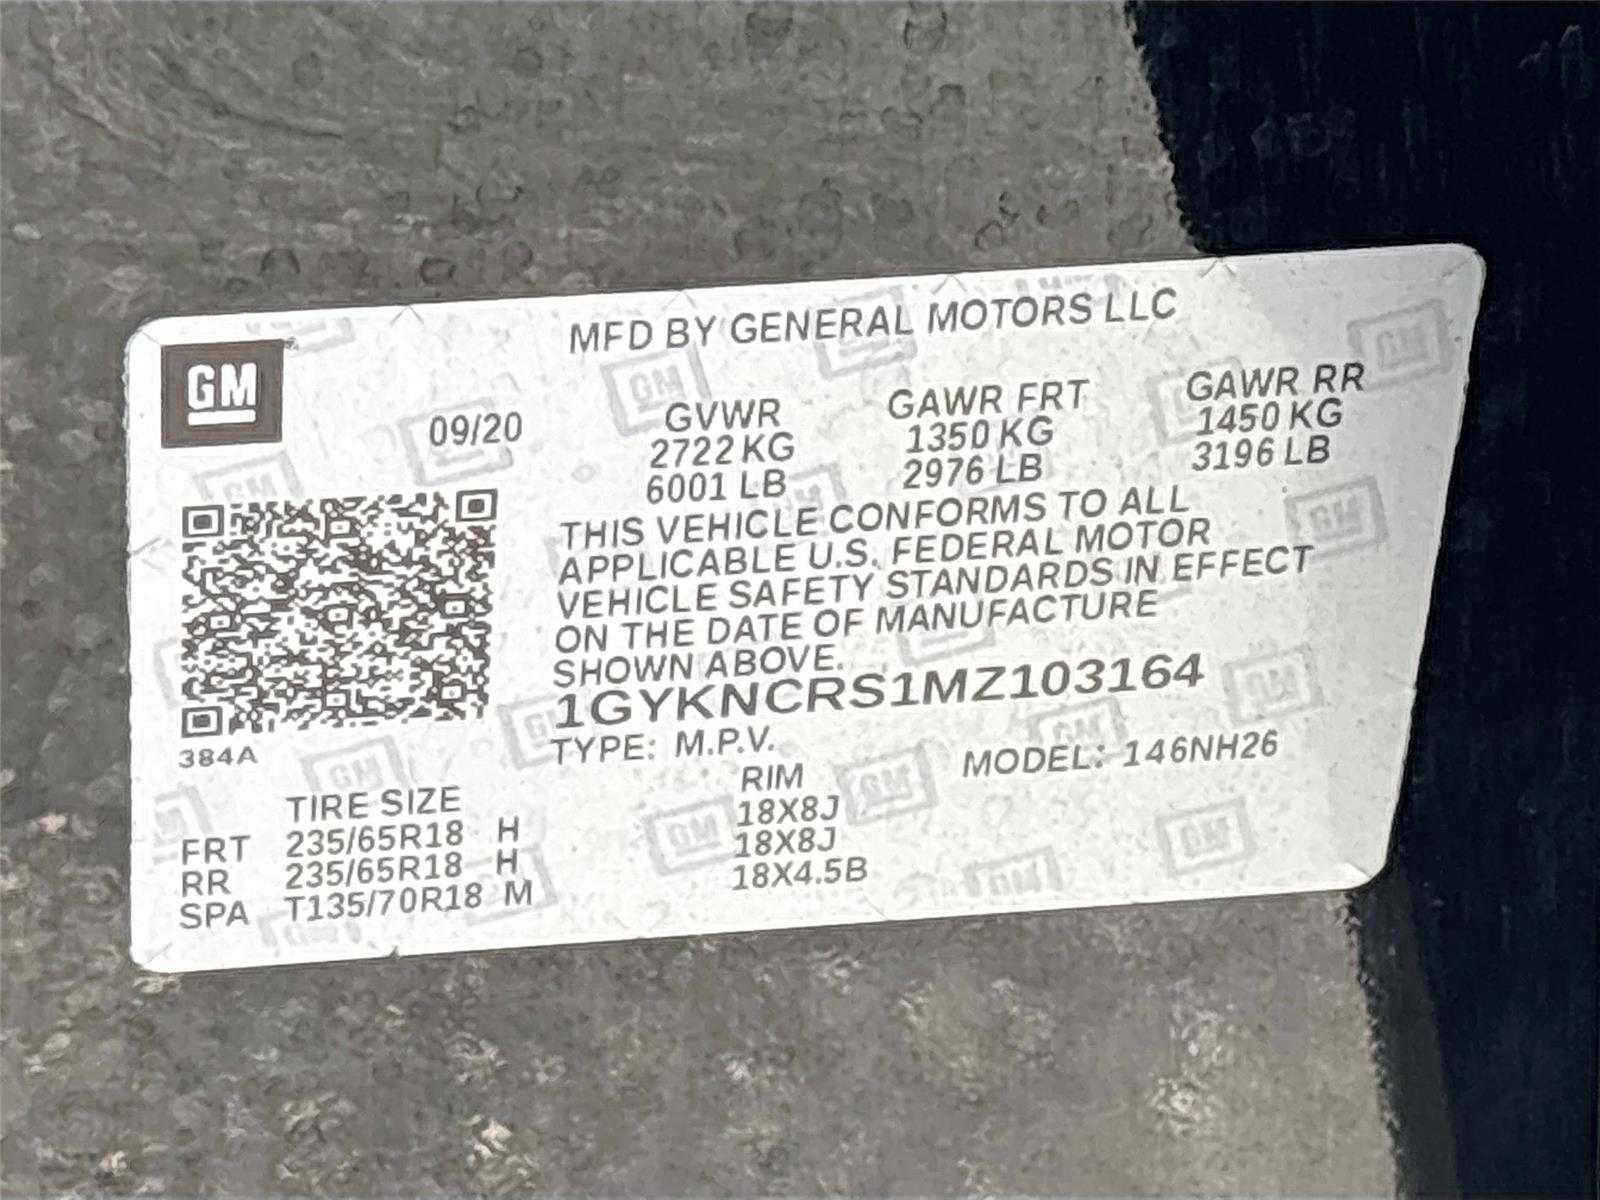 MFD BY GENERAL MOTORS LLC
GM
09/20
GVWR GAWR FRT GAWR RR
2722 KG 1350 KG 1450 KG
6001 LB 2976 LB 3196 LB
THIS VEHICLE CONFORMS TO ALL
APPLICABLE U.S. FEDERAL MOTOR
VEHICLE SAFETY STANDARDS IN EFFECT
ON THE DATE OF MANUFACTURE
SHOWN ABOVE.
1GYKNCRS1MZ103164
384A
TYPE: M.P.V. MODEL: 146NH26
TIRE SIZE RIM
FRT 235/65R18 H 18X8J
RR 235/65R18 H 18X8J
SPA T135/70R18 M 18X4.5B